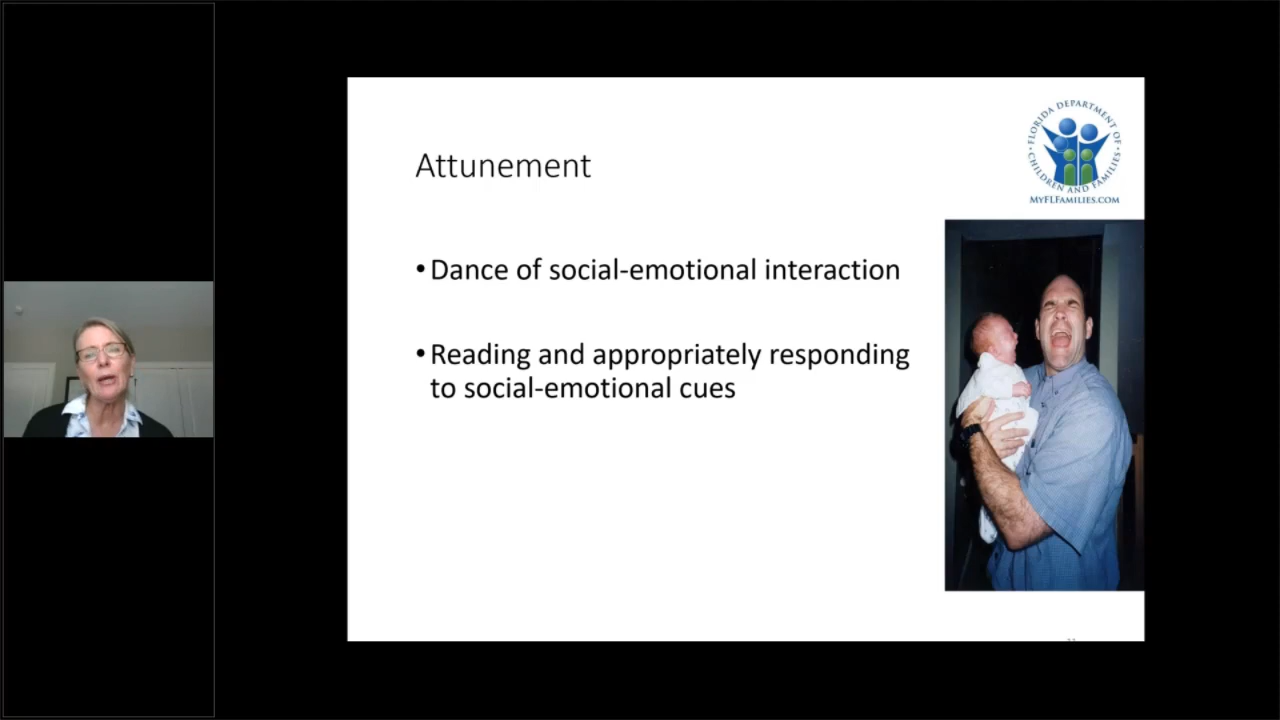 Attunement
FLORIDA DEPARTMENT OF
CHILDREN AND FAMILIES
MYFLFAMILIES.COM
•Dance of social-emotional interaction
•Reading and appropriately responding
to social-emotional cues